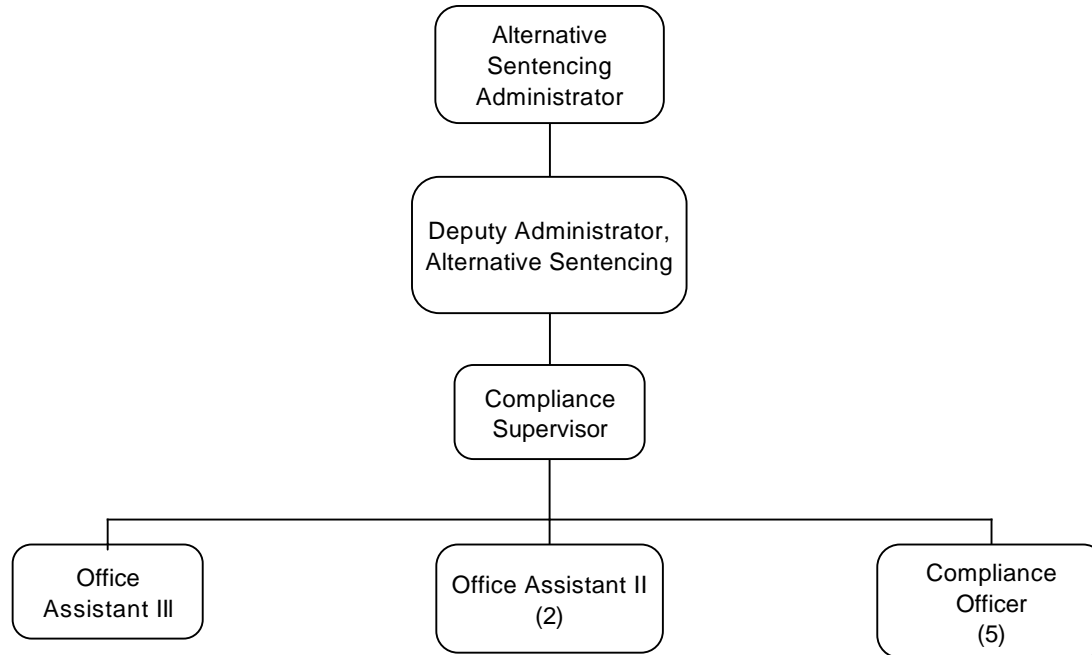 Alternative
Sentencing
Administrator
Deputy Administrator,
Alternative Sentencing
Compliance
Supervisor
Office
Assistant III
Office Assistant II
(2)
Compliance
Officer
(5)